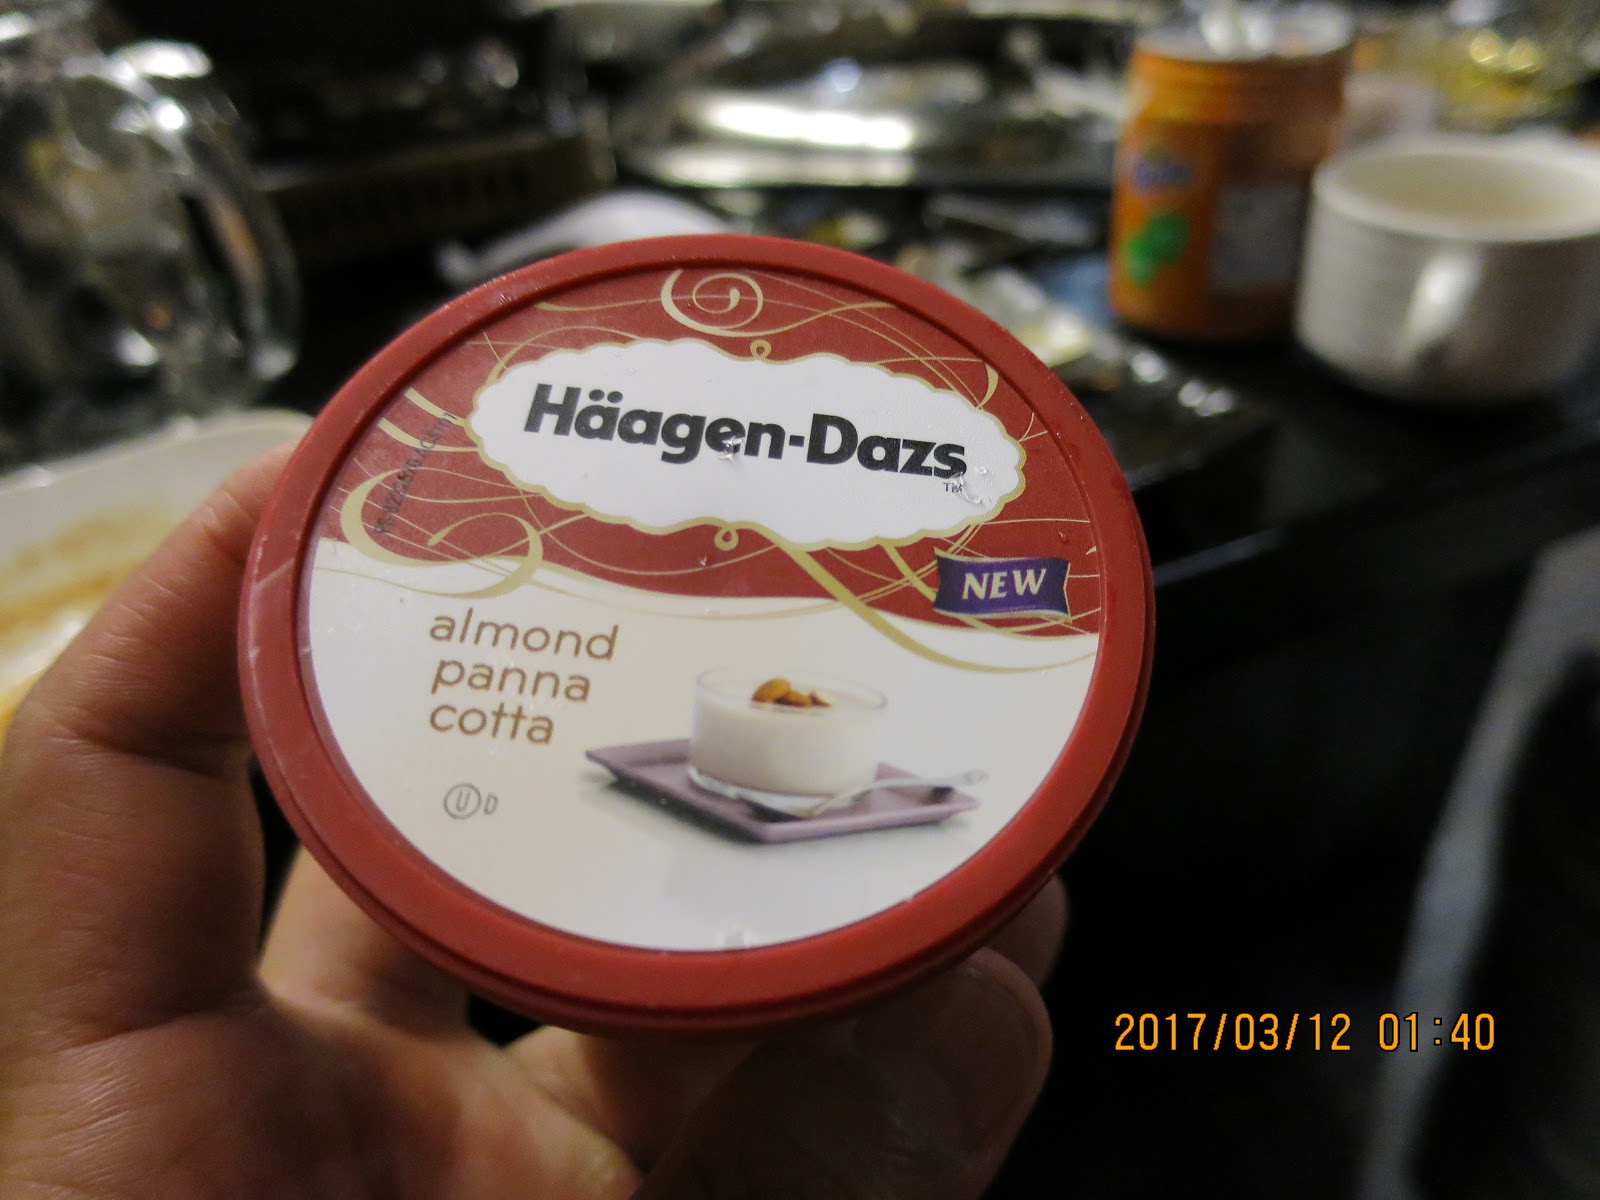 Häagen-Dazs
TM
NEW
almond
panna
cotta
U D
2017/03/12 01:40